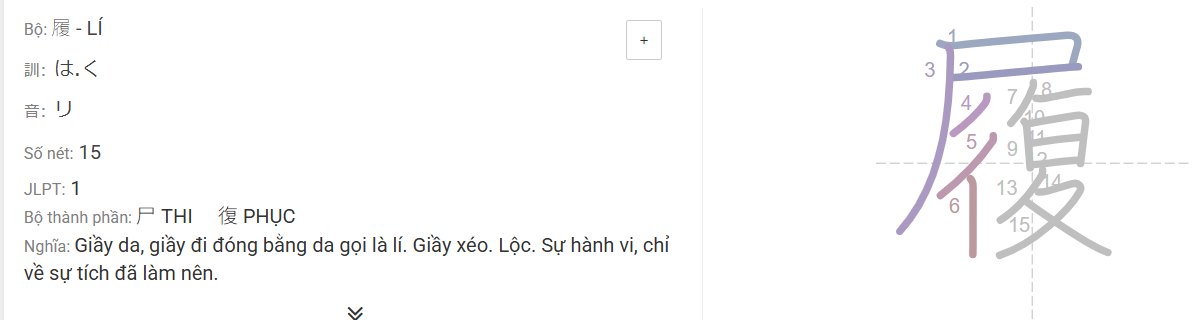 Bộ: 履 - LÍ
訓: は.く
音: リ
Số nét: 15
JLPT: 1
Bộ thành phần: 尸 THI 復 PHỤC
Nghĩa: Giầy da, giầy đi đóng bằng da gọi là lí. Giầy xéo. Lộc. Sự hành vi, chỉ
về sự tích đã làm nên.
+
履
1
2
3
4
5
6
7
8
9
10
11
2
13
14
15